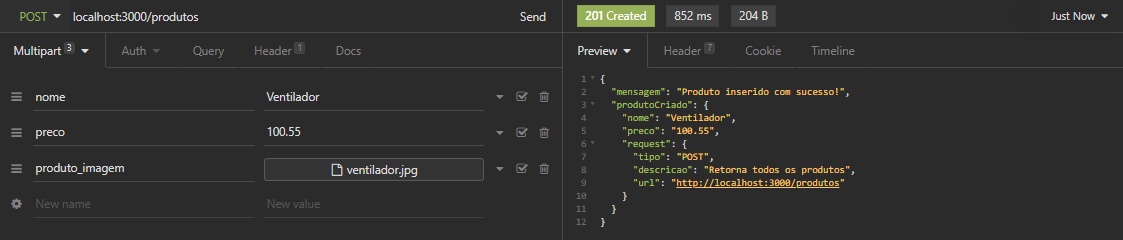 POST localhost:3000/produtos Send
201 Created 852 ms 204 B Just Now
Multipart 3 Auth Query Header 1 Docs
Preview Header 7 Cookie Timeline
nome Ventilador
preco 100.55
produto_imagem ventilador.jpg
New name New value
1 {
2 "mensagem": "Produto inserido com sucesso!",
3 "produtoCriado": {
4 "nome": "Ventilador",
5 "preco": "100.55",
6 "request": {
7 "tipo": "POST",
8 "descricao": "Retorna todos os produtos",
9 "url": "http://localhost:3000/produtos"
10 }
11 }
12 }